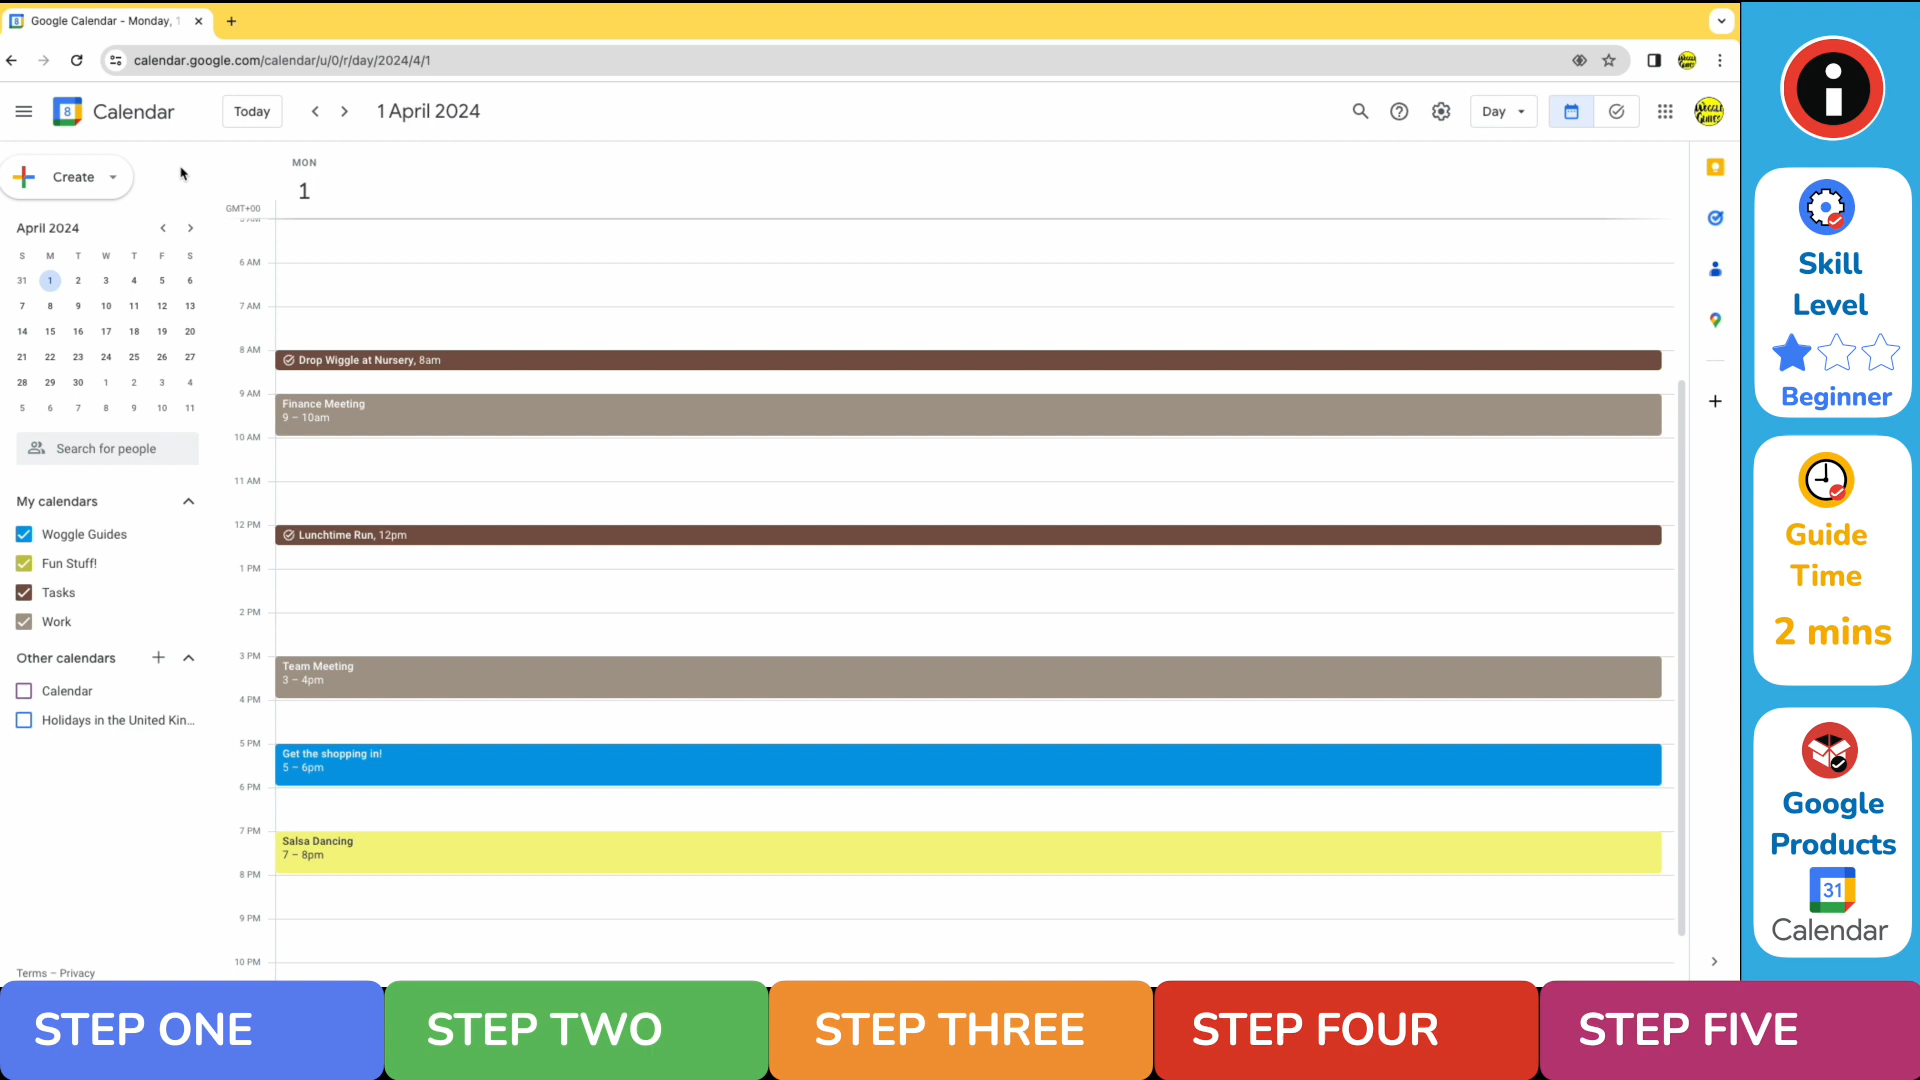 Google Calendar - Monday, 1
calendar.google.com/calendar/u/0/r/day/2024/4/1
8
Calendar
Today
1 April 2024
Day
WOGGLE GUIDES
Create
MON
1
GMT+00
April 2024
S M T W T F S
31 1 2 3 4 5 6
7 8 9 10 11 12 13
14 15 16 17 18 19 20
21 22 23 24 25 26 27
28 29 30 1 2 3 4
5 6 7 8 9 10 11
Search for people
My calendars
Woggle Guides
Fun Stuff!
Tasks
Work
Other calendars
Calendar
Holidays in the United Kin...
Terms – Privacy
6 AM
7 AM
8 AM
Drop Wiggle at Nursery, 8am
9 AM
Finance Meeting
9 – 10am
10 AM
11 AM
12 PM
Lunchtime Run, 12pm
1 PM
2 PM
3 PM
Team Meeting
3 – 4pm
4 PM
5 PM
Get the shopping in!
5 – 6pm
6 PM
7 PM
Salsa Dancing
7 – 8pm
8 PM
9 PM
10 PM
Skill
Level
Beginner
Guide
Time
2 mins
Google
Products
31
Calendar
STEP ONE
STEP TWO
STEP THREE
STEP FOUR
STEP FIVE